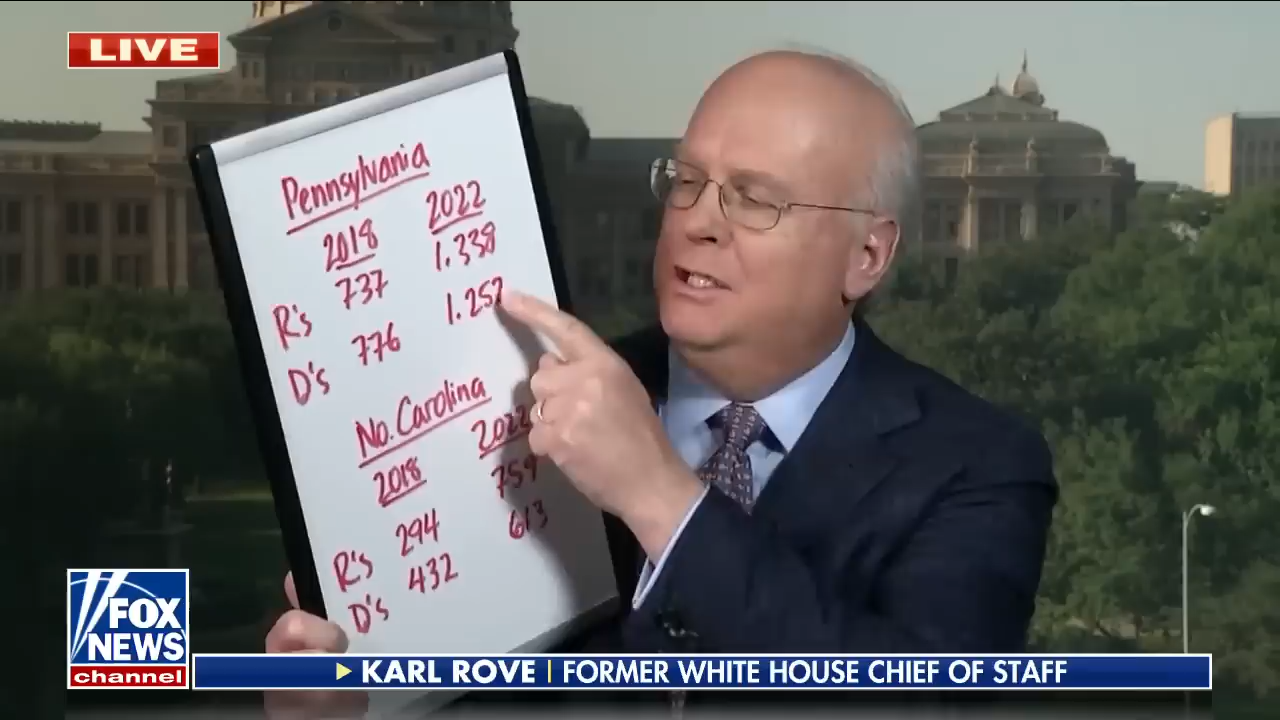 LIVE
Pennsylvania
2018 2022
R's 737 1.338
D's 776 1.257
No. Carolina
2018 2022
R's 294 759
D's 432 613
FOX
NEWS
channel
KARL ROVE | FORMER WHITE HOUSE CHIEF OF STAFF